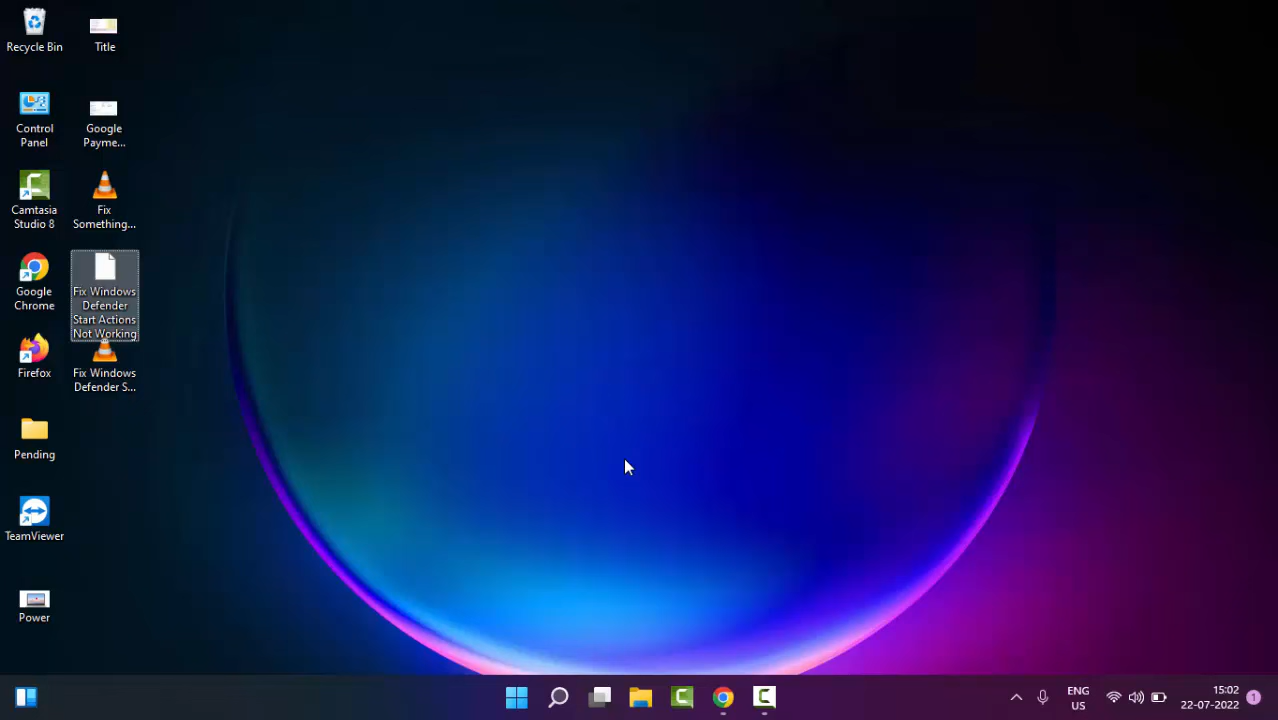 Recycle Bin
Title
Control
Panel
Google
Payme...
Camtasia
Studio 8
Fix
Something...
Google
Chrome
Fix Windows
Defender
Start Actions
Not Working
Firefox
Fix Windows
Defender S...
Pending
TeamViewer
Power
ENG
US
15:02
22-07-2022
1